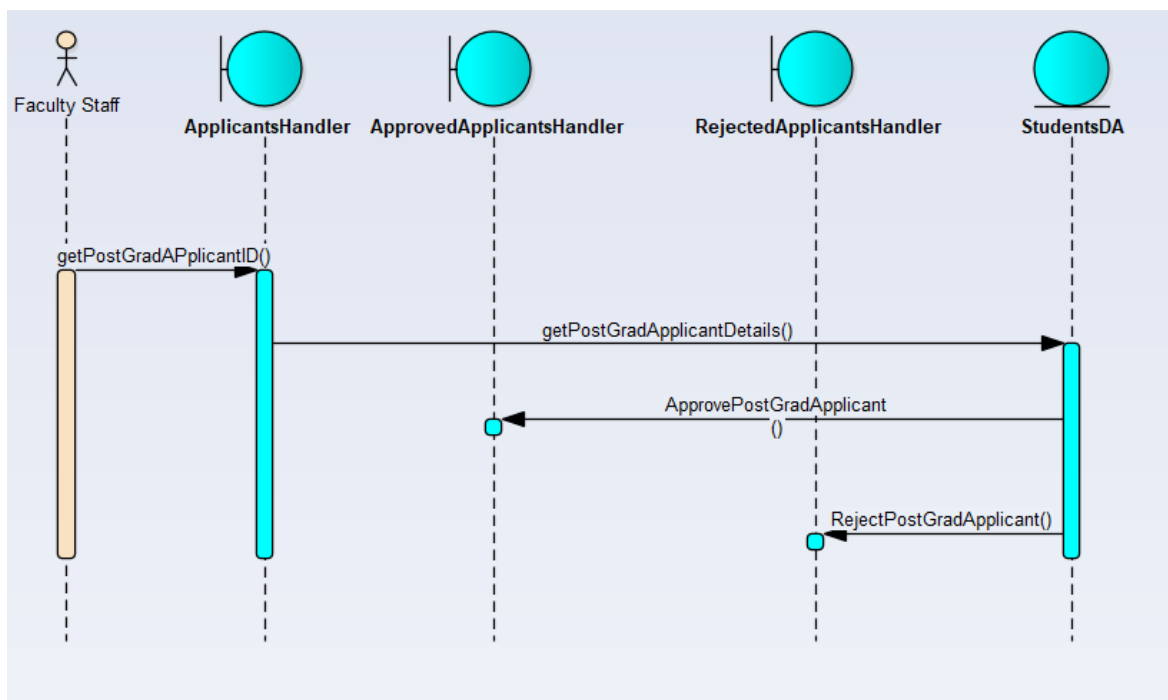 Faculty Staff
ApplicantsHandler
ApprovedApplicantsHandler
RejectedApplicantsHandler
StudentsDA
getPostGradAPplicantID()
getPostGradApplicantDetails()
ApprovePostGradApplicant
()
RejectPostGradApplicant()